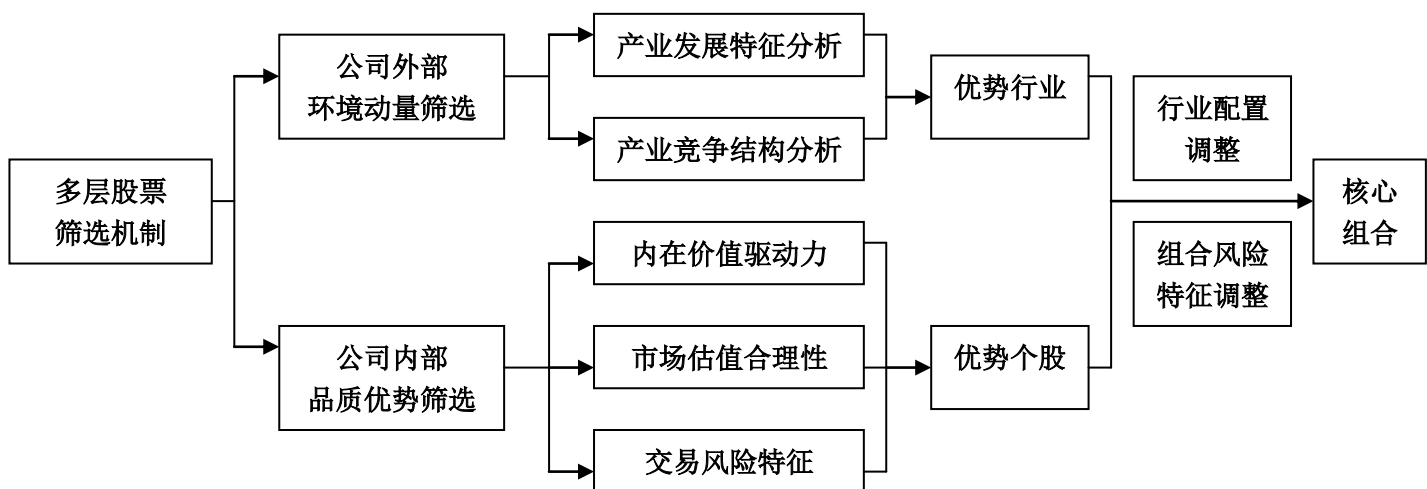 多层股票
筛选机制
公司外部
环境动量筛选
公司内部
品质优势筛选
产业发展特征分析
产业竞争结构分析
内在价值驱动力
市场估值合理性
交易风险特征
优势行业
优势个股
行业配置
调整
组合风险
特征调整
核心
组合